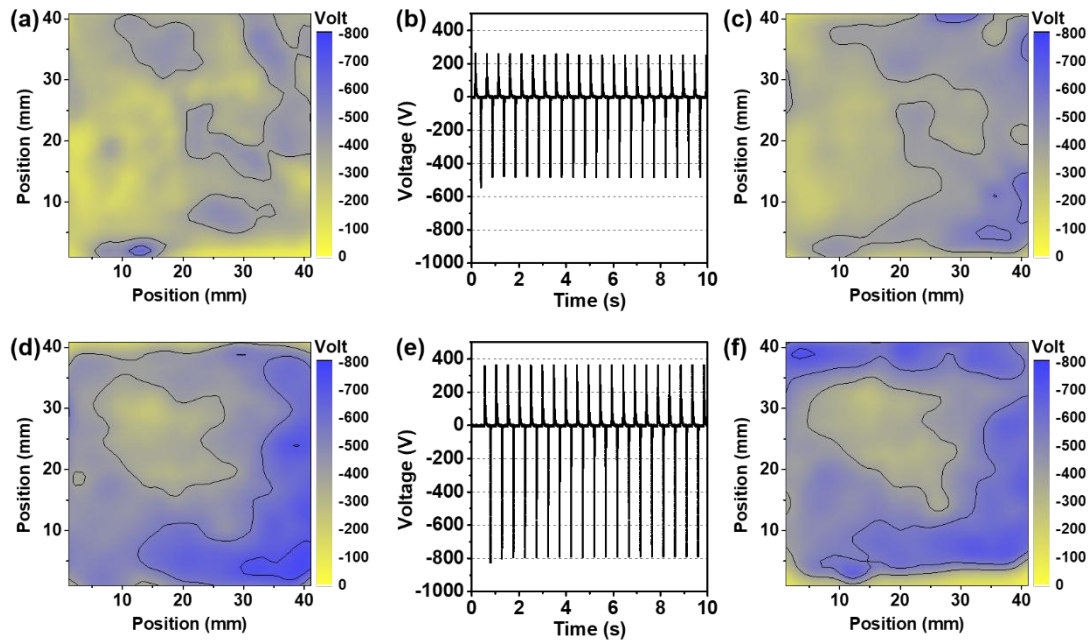 (a)
Volt
-800
-700
-600
-500
-400
-300
-200
-100
0
40
30
20
10
Position (mm)
10 20 30 40
Position (mm)
(b)
400
200
0
-200
-400
-600
-800
-1000
Voltage (V)
0 2 4 6 8 10
Time (s)
(c)
Volt
-800
-700
-600
-500
-400
-300
-200
-100
0
40
30
20
10
Position (mm)
10 20 30 40
Position (mm)
(d)
Volt
-800
-700
-600
-500
-400
-300
-200
-100
0
40
30
20
10
Position (mm)
10 20 30 40
Position (mm)
(e)
400
200
0
-200
-400
-600
-800
-1000
Voltage (V)
0 2 4 6 8 10
Time (s)
(f)
Volt
-800
-700
-600
-500
-400
-300
-200
-100
0
40
30
20
10
Position (mm)
10 20 30 40
Position (mm)